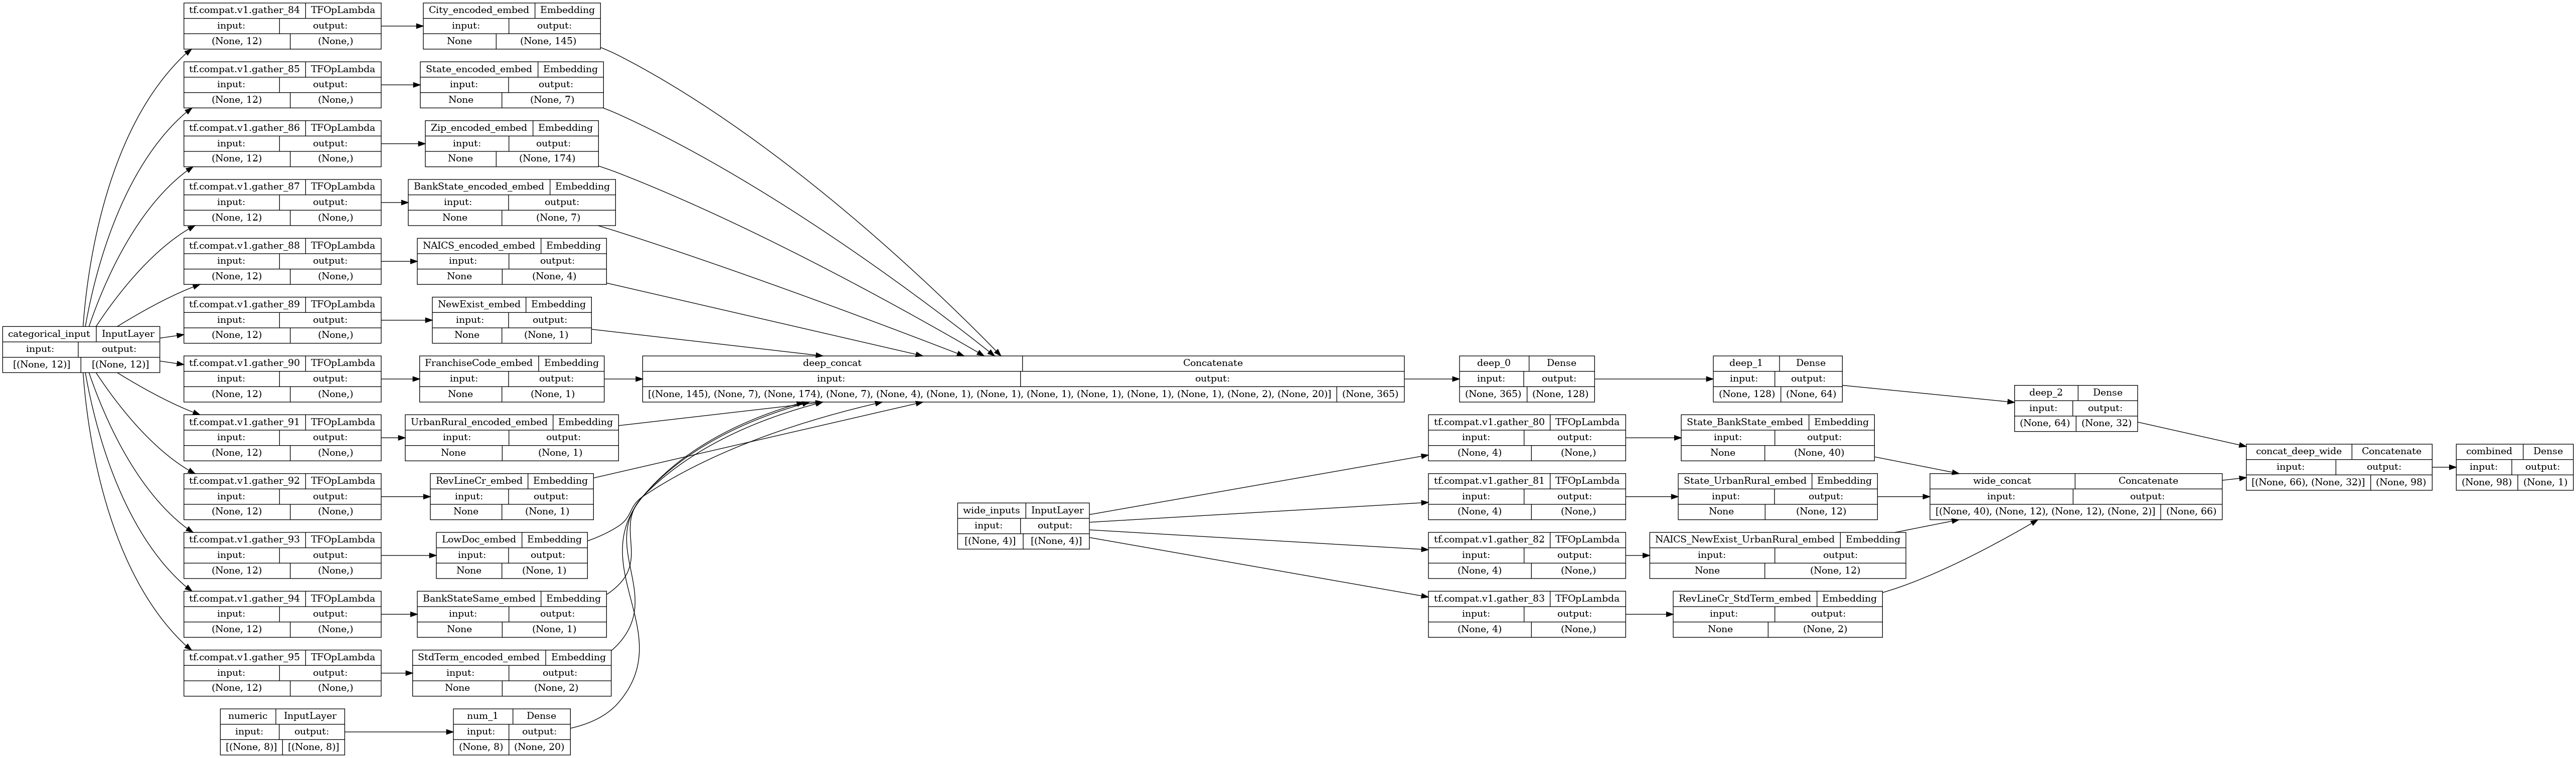 tf.compat.v1.gather_84 TFOpLambda
input: output:
(None, 12) (None,)
City_encoded_embed Embedding
input: output:
None (None, 145)
tf.compat.v1.gather_85 TFOpLambda
input: output:
(None, 12) (None,)
State_encoded_embed Embedding
input: output:
None (None, 7)
tf.compat.v1.gather_86 TFOpLambda
input: output:
(None, 12) (None,)
Zip_encoded_embed Embedding
input: output:
None (None, 174)
tf.compat.v1.gather_87 TFOpLambda
input: output:
(None, 12) (None,)
BankState_encoded_embed Embedding
input: output:
None (None, 7)
tf.compat.v1.gather_88 TFOpLambda
input: output:
(None, 12) (None,)
NAICS_encoded_embed Embedding
input: output:
None (None, 4)
tf.compat.v1.gather_89 TFOpLambda
input: output:
(None, 12) (None,)
NewExist_embed Embedding
input: output:
None (None, 1)
categorical_input InputLayer
input: output:
[(None, 12)] [(None, 12)]
tf.compat.v1.gather_90 TFOpLambda
input: output:
(None, 12) (None,)
FranchiseCode_embed Embedding
input: output:
None (None, 1)
tf.compat.v1.gather_91 TFOpLambda
input: output:
(None, 12) (None,)
UrbanRural_encoded_embed Embedding
input: output:
None (None, 1)
tf.compat.v1.gather_92 TFOpLambda
input: output:
(None, 12) (None,)
RevLineCr_embed Embedding
input: output:
None (None, 1)
tf.compat.v1.gather_93 TFOpLambda
input: output:
(None, 12) (None,)
LowDoc_embed Embedding
input: output:
None (None, 1)
tf.compat.v1.gather_94 TFOpLambda
input: output:
(None, 12) (None,)
BankStateSame_embed Embedding
input: output:
None (None, 1)
tf.compat.v1.gather_95 TFOpLambda
input: output:
(None, 12) (None,)
StdTerm_encoded_embed Embedding
input: output:
None (None, 2)
numeric InputLayer
input: output:
[(None, 8)] [(None, 8)]
num_1 Dense
input: output:
(None, 8) (None, 20)
deep_concat Concatenate
input: output:
[(None, 145), (None, 7), (None, 174), (None, 7), (None, 4), (None, 1), (None, 1), (None, 1), (None, 1), (None, 1), (None, 1), (None, 2), (None, 20)] (None, 365)
deep_0 Dense
input: output:
(None, 365) (None, 128)
deep_1 Dense
input: output:
(None, 128) (None, 64)
deep_2 Dense
input: output:
(None, 64) (None, 32)
wide_inputs InputLayer
input: output:
[(None, 4)] [(None, 4)]
tf.compat.v1.gather_80 TFOpLambda
input: output:
(None, 4) (None,)
State_BankState_embed Embedding
input: output:
None (None, 40)
tf.compat.v1.gather_81 TFOpLambda
input: output:
(None, 4) (None,)
State_UrbanRural_embed Embedding
input: output:
None (None, 12)
tf.compat.v1.gather_82 TFOpLambda
input: output:
(None, 4) (None,)
NAICS_NewExist_UrbanRural_embed Embedding
input: output:
None (None, 12)
tf.compat.v1.gather_83 TFOpLambda
input: output:
(None, 4) (None,)
RevLineCr_StdTerm_embed Embedding
input: output:
None (None, 2)
wide_concat Concatenate
input: output:
[(None, 40), (None, 12), (None, 12), (None, 2)] (None, 66)
concat_deep_wide Concatenate
input: output:
[(None, 66), (None, 32)] (None, 98)
combined Dense
input: output:
(None, 98) (None, 1)